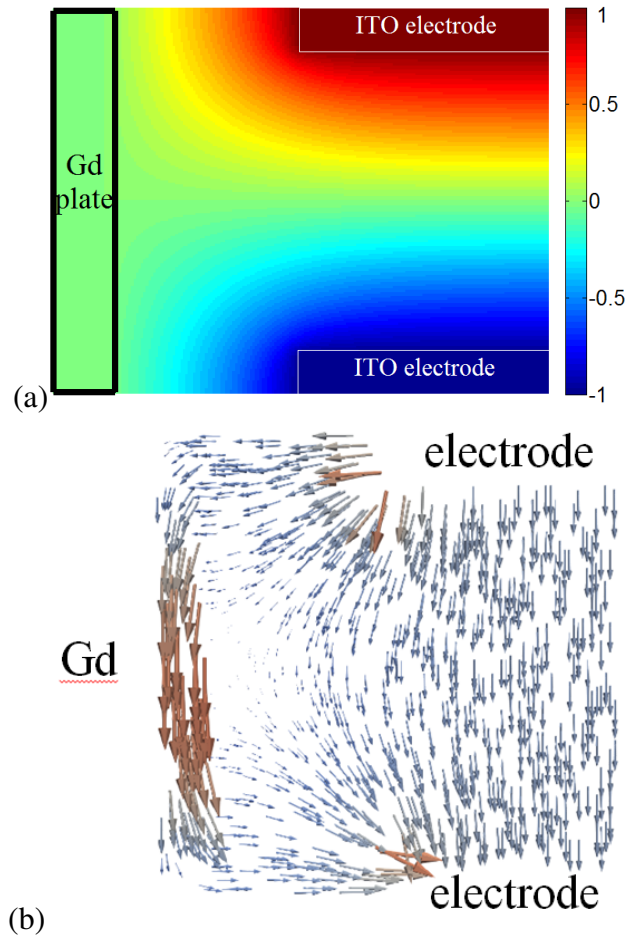 ITO electrode
1
0.5
Gd
plate
0
-0.5
ITO electrode
-1
(a)
electrode
Gd
electrode
(b)